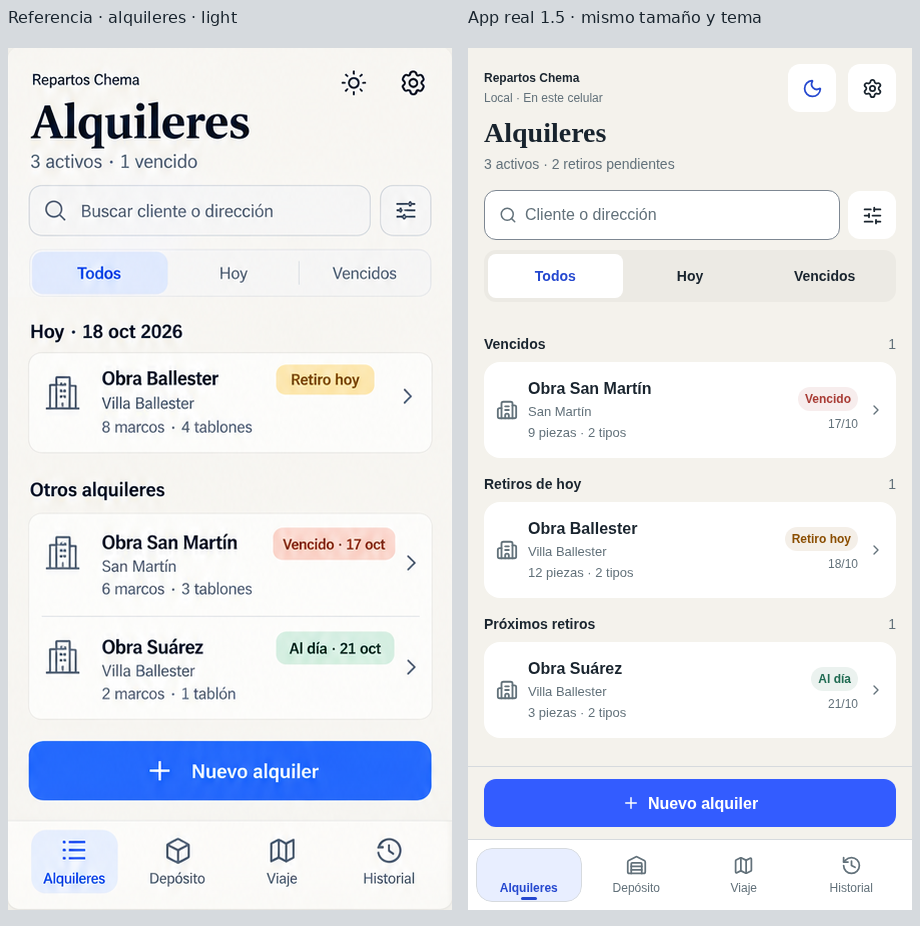 Referencia · alquileres · light
Repartos Chema
Alquileres
3 activos · 1 vencido
Buscar cliente o dirección
Todos Hoy Vencidos
Hoy · 18 oct 2026
Obra Ballester Retiro hoy
Villa Ballester
8 marcos · 4 tablones
Otros alquileres
Obra San Martín Vencido · 17 oct
San Martín
6 marcos · 3 tablones
Obra Suárez Al día · 21 oct
Villa Ballester
2 marcos · 1 tablón
Nuevo alquiler
Alquileres Depósito Viaje Historial
App real 1.5 · mismo tamaño y tema
Repartos Chema
Local · En este celular
Alquileres
3 activos · 2 retiros pendientes
Cliente o dirección
Todos Hoy Vencidos
Vencidos 1
Obra San Martín
San Martín
9 piezas · 2 tipos
Vencido
17/10
Retiros de hoy 1
Obra Ballester
Villa Ballester
12 piezas · 2 tipos
Retiro hoy
18/10
Próximos retiros 1
Obra Suárez
Villa Ballester
3 piezas · 2 tipos
Al día
21/10
Nuevo alquiler
Alquileres Depósito Viaje Historial